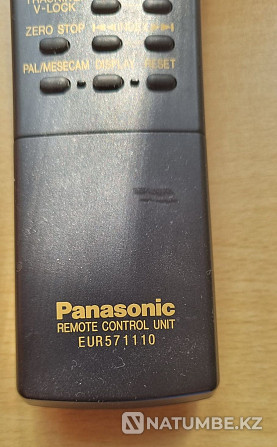 V-LOCK
ZERO STOP
PAL/MESECAM DISPLAY RESET
Panasonic
REMOTE CONTROL UNIT
EUR571110
NATUMBE.KZ